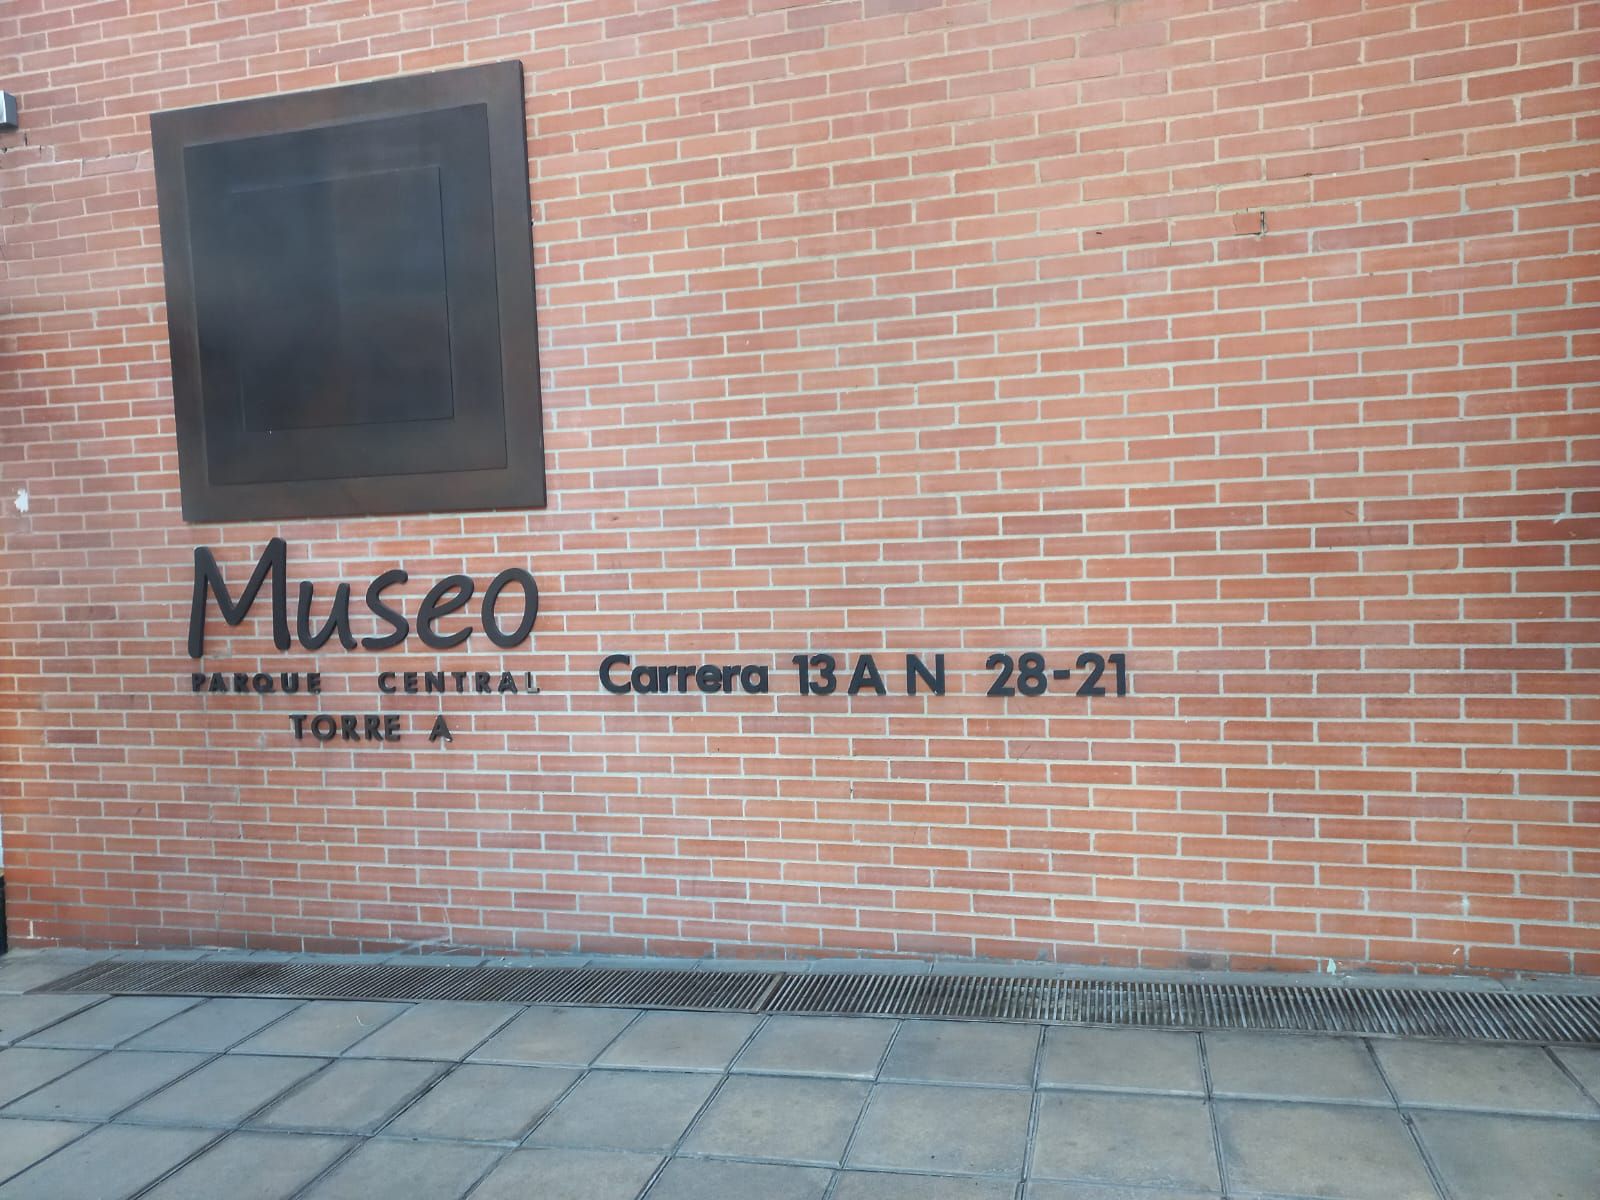 Museo
PARQUE CENTRAL
TORRE A
Carrera 13 A N 28-21